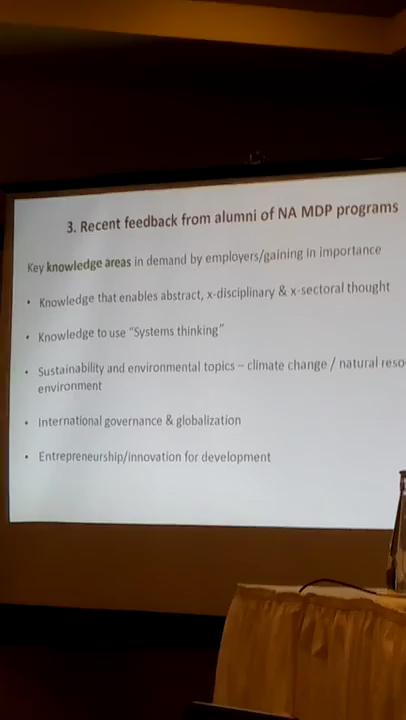 3. Recent feedback from alumni of NA MDP programs
Key knowledge areas in demand by employers/gaining in importance
• Knowledge that enables abstract, x-disciplinary & x-sectoral thought
• Knowledge to use “Systems thinking”
• Sustainability and environmental topics – climate change / natural reso
environment
• International governance & globalization
• Entrepreneurship/innovation for development